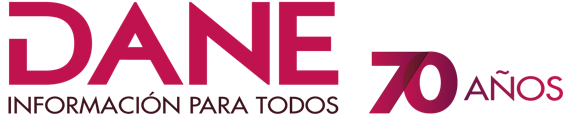 DANE
INFORMACIÓN PARA TODOS
70 AÑOS